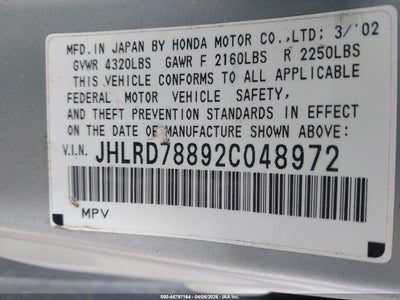 MFD. IN JAPAN BY HONDA MOTOR CO.,LTD; 3/'02
GVWR 4320LBS GAWR F 2160LBS R 2250LBS
THIS VEHICLE CONFORMS TO ALL APPLICABLE
FEDERAL MOTOR VEHICLE SAFETY,
AND THEFT PREVENTION STANDARDS IN EFFECT
ON THE DATE OF MANUFACTURE SHOWN ABOVE:
V.I.N. JHLRD78892C048972
MPV
000-44797164 - 04/06/2026 - IAA Inc.